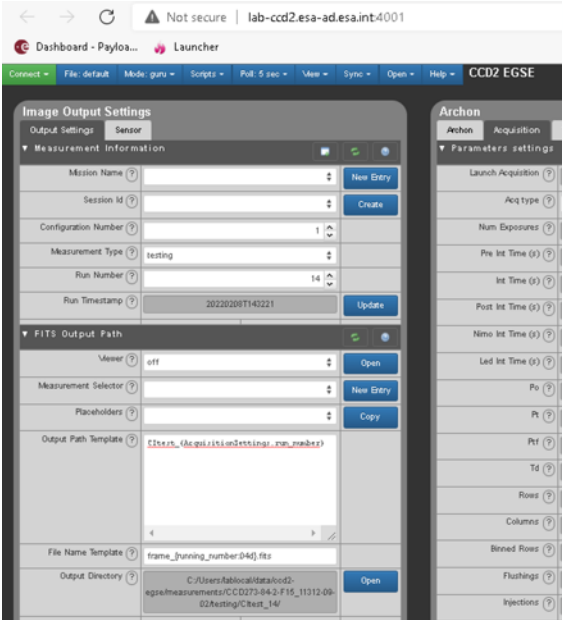 Not secure | lab-ccd2.esa-ad.esa.int:4001
Dashboard - Payloa... Launcher
Connect File: default Mode: guru Scripts Poll: 5 sec View Sync Open Help CCD2 EGSE
Image Output Settings
Output Settings Sensor
Measurement Information
Mission Name (?) New Entry
Session Id (?) Create
Configuration Number (?) 1
Measurement Type (?) testing
Run Number (?) 14
Run Timestamp (?) 20220208T143221 Update
FITS Output Path
Viewer (?) off Open
Measurement Selector (?) New Entry
Placeholders (?) Copy
Output Path Template (?) CItest_{AcquisitionSettings.run_number}
File Name Template (?) frame_{running_number:04d}.fits
Output Directory (?) C:/Users/lablocal/data/ccd2-
egse/measurements/CCD273-84-2-F15_11312-09-
02/testing/CItest_14/
Open
Archon
Archon Acquisition
Parameters settings
Launch Acquisition (?)
Acq type (?)
Num Exposures (?)
Pre Int Time (s) (?)
Int Time (s) (?)
Post Int Time (s) (?)
Nimo Int Time (s) (?)
Led Int Time (s) (?)
Po (?)
Pt (?)
Ptf (?)
Td (?)
Rows (?)
Columns (?)
Binned Rows (?)
Flushings (?)
Injections (?)